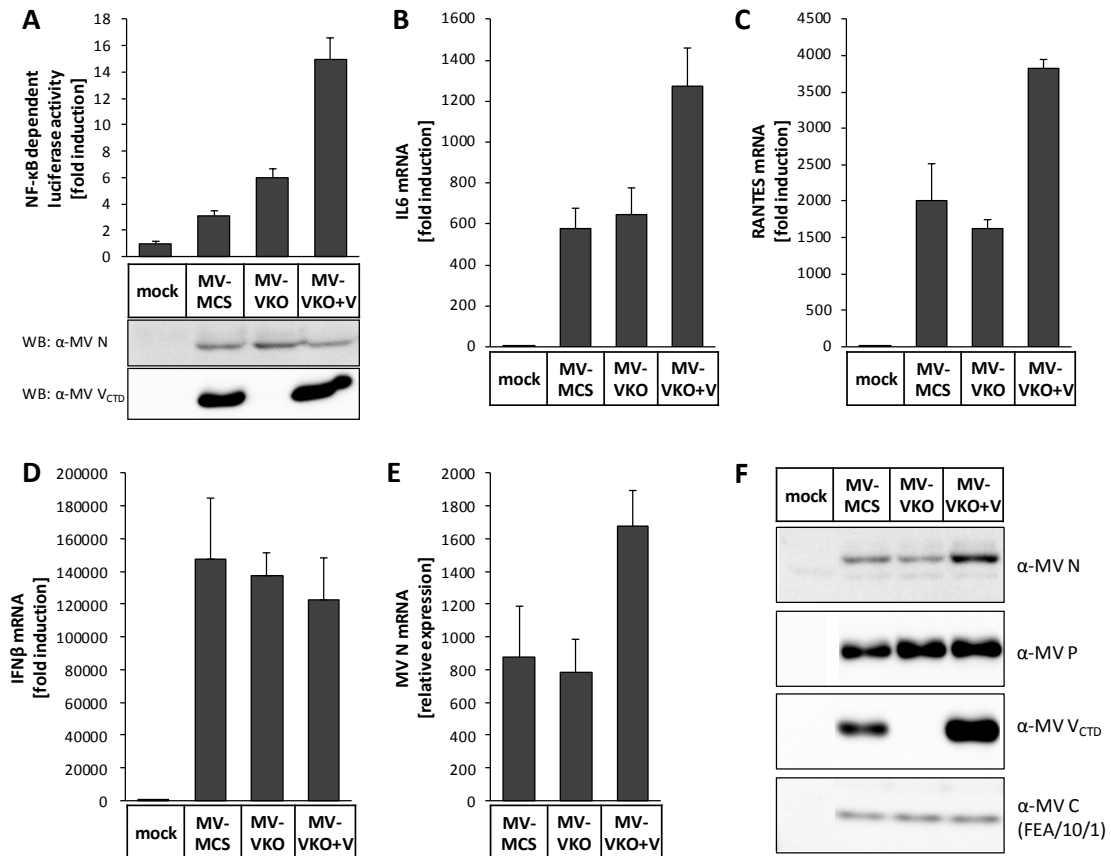 A
NF-κB dependent
luciferase activity
[fold induction]
18
16
14
12
10
8
6
4
2
0
mock
MV-
MCS
MV-
VKO
MV-
VKO+V
WB: α-MV N
WB: α-MV VCTD
B
IL6 mRNA
[fold induction]
1600
1400
1200
1000
800
600
400
200
0
mock
MV-
MCS
MV-
VKO
MV-
VKO+V
C
RANTES mRNA
[fold induction]
4500
4000
3500
3000
2500
2000
1500
1000
500
0
mock
MV-
MCS
MV-
VKO
MV-
VKO+V
D
IFNβ mRNA
[fold induction]
200000
180000
160000
140000
120000
100000
80000
60000
40000
20000
0
mock
MV-
MCS
MV-
VKO
MV-
VKO+V
E
MV N mRNA
[relative expression]
2000
1800
1600
1400
1200
1000
800
600
400
200
0
MV-
MCS
MV-
VKO
MV-
VKO+V
F
mock
MV-
MCS
MV-
VKO
MV-
VKO+V
α-MV N
α-MV P
α-MV VCTD
α-MV C
(FEA/10/1)